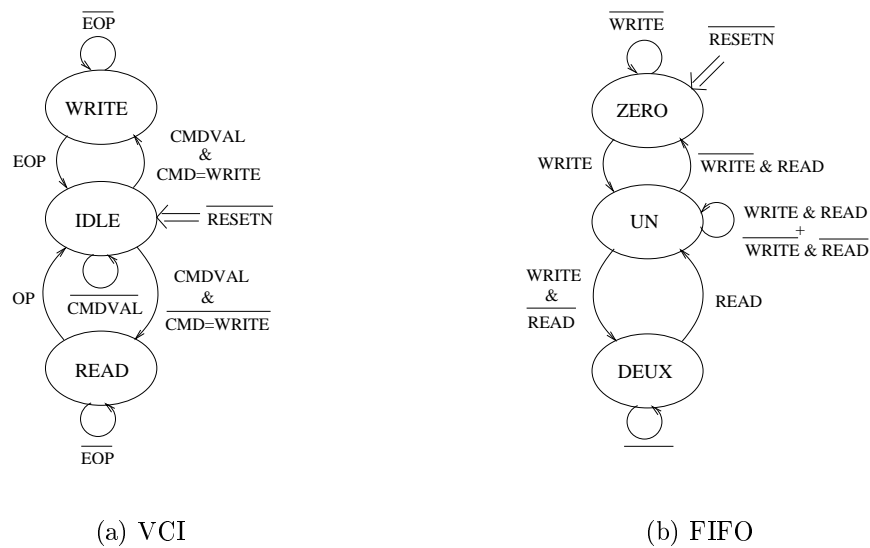 EOP
WRITE
EOP
CMDVAL
&
CMD=WRITE
IDLE
RESETN
OP
CMDVAL
CMDVAL
&
CMD=WRITE
READ
EOP
(a) VCI
WRITE
RESETN
ZERO
WRITE
WRITE & READ
UN
WRITE & READ
+
WRITE & READ
WRITE
&
READ
READ
DEUX
(b) FIFO